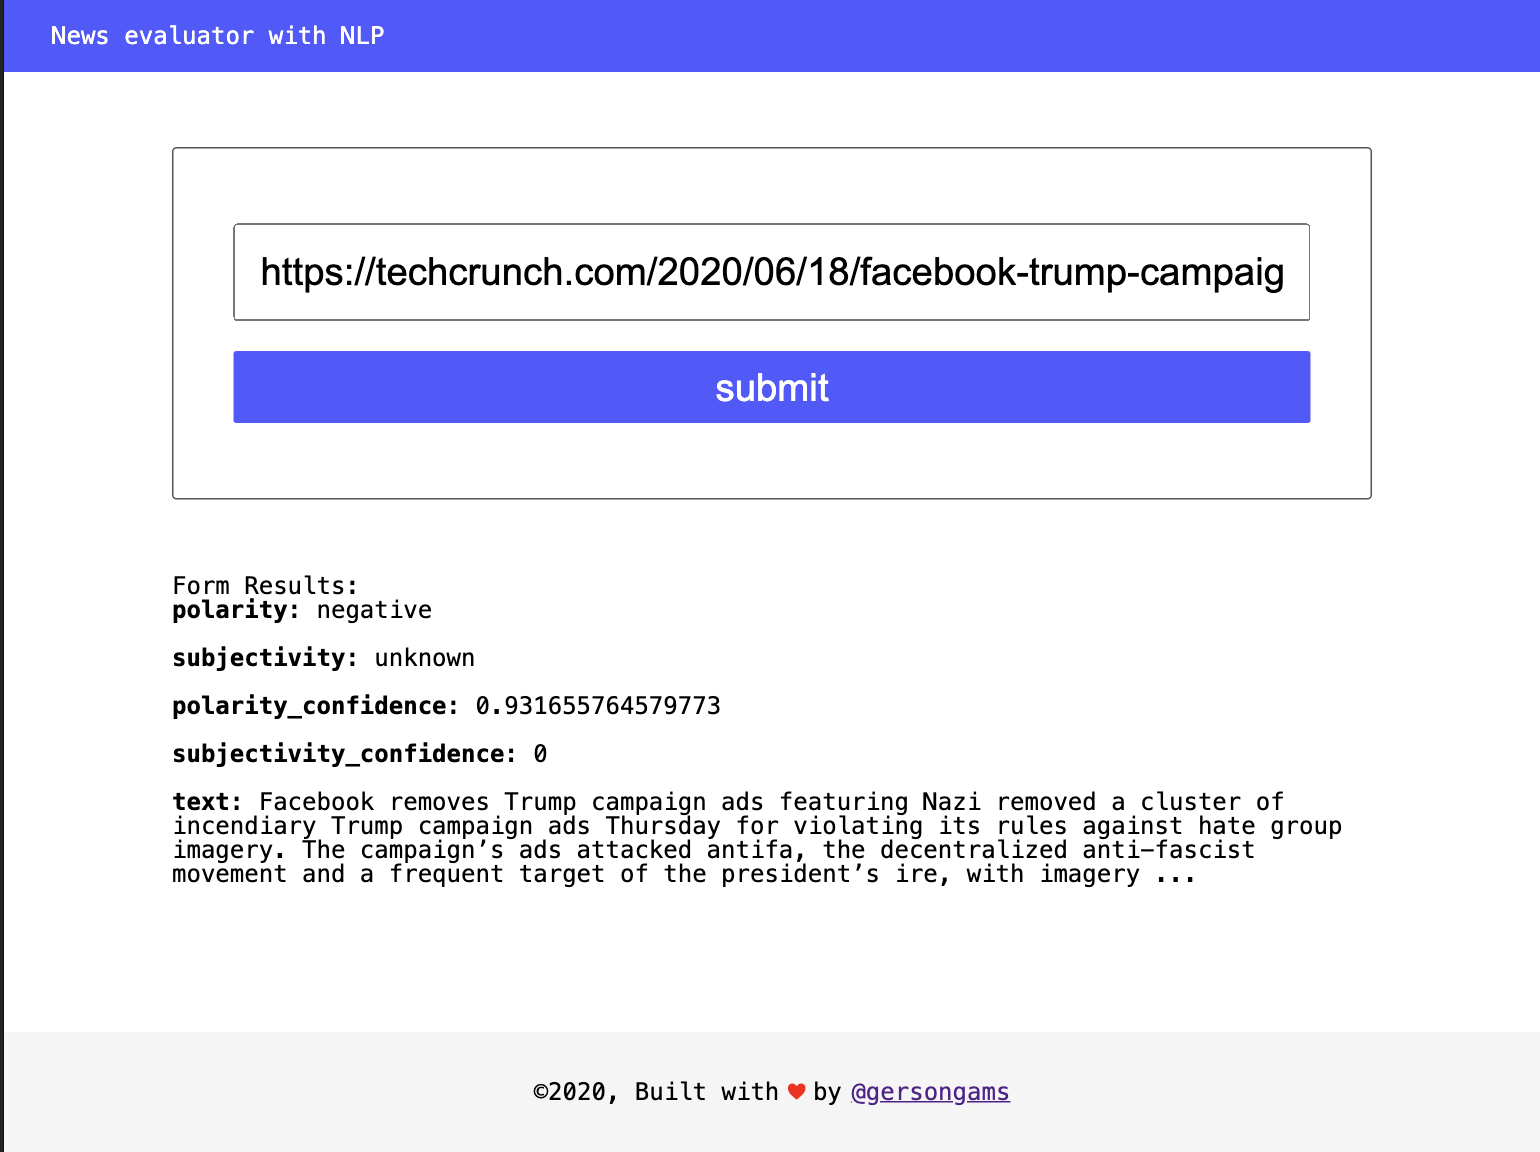 News evaluator with NLP
https://techcrunch.com/2020/06/18/facebook-trump-campaig
submit
Form Results:
polarity: negative
subjectivity: unknown
polarity_confidence: 0.931655764579773
subjectivity_confidence: 0
text: Facebook removes Trump campaign ads featuring Nazi removed a cluster of
incendiary Trump campaign ads Thursday for violating its rules against hate group
imagery. The campaign’s ads attacked antifa, the decentralized anti-fascist
movement and a frequent target of the president’s ire, with imagery ...
©2020, Built with ❤ by @gersongams